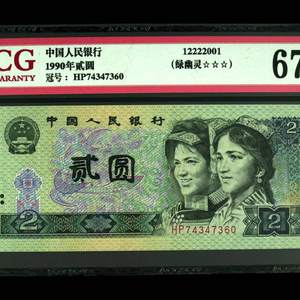 CG
WARRANTY
中国人民银行
1990年贰圆
冠号：HP74347360
12222001
(绿幽灵☆☆☆)
67
中国人民银行
贰圆
2
2
HP74347360